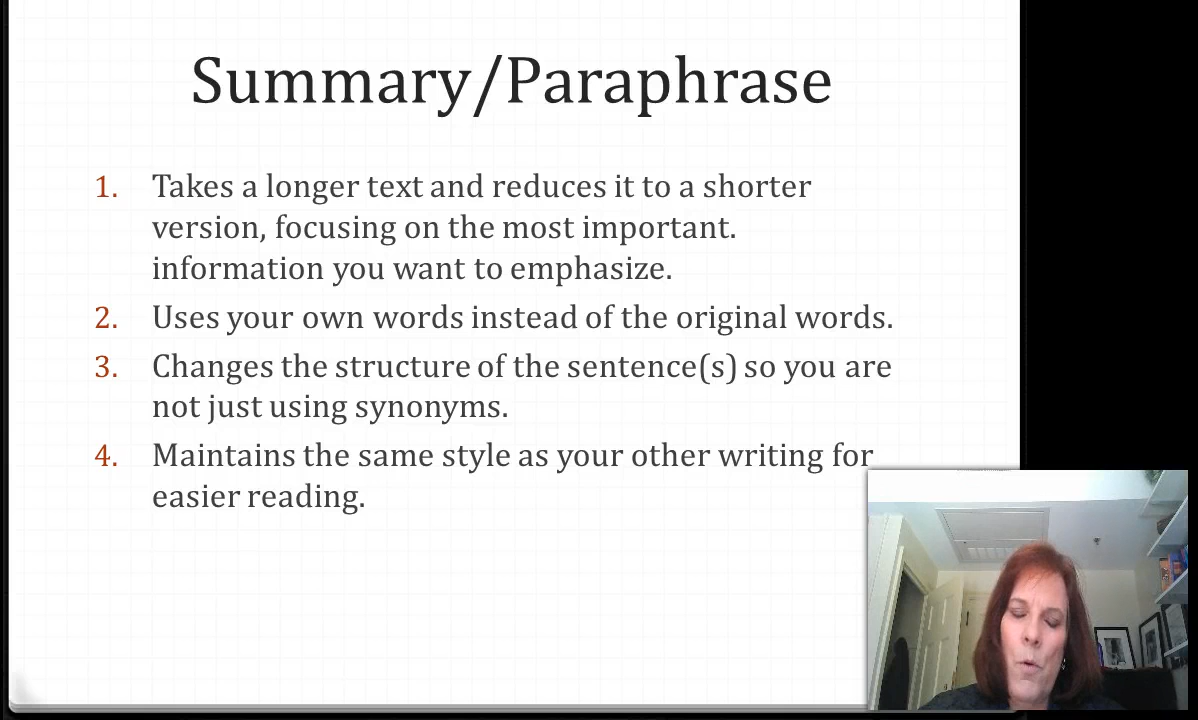 Summary/Paraphrase
1. Takes a longer text and reduces it to a shorter
version, focusing on the most important.
information you want to emphasize.
2. Uses your own words instead of the original words.
3. Changes the structure of the sentence(s) so you are
not just using synonyms.
4. Maintains the same style as your other writing for
easier reading.